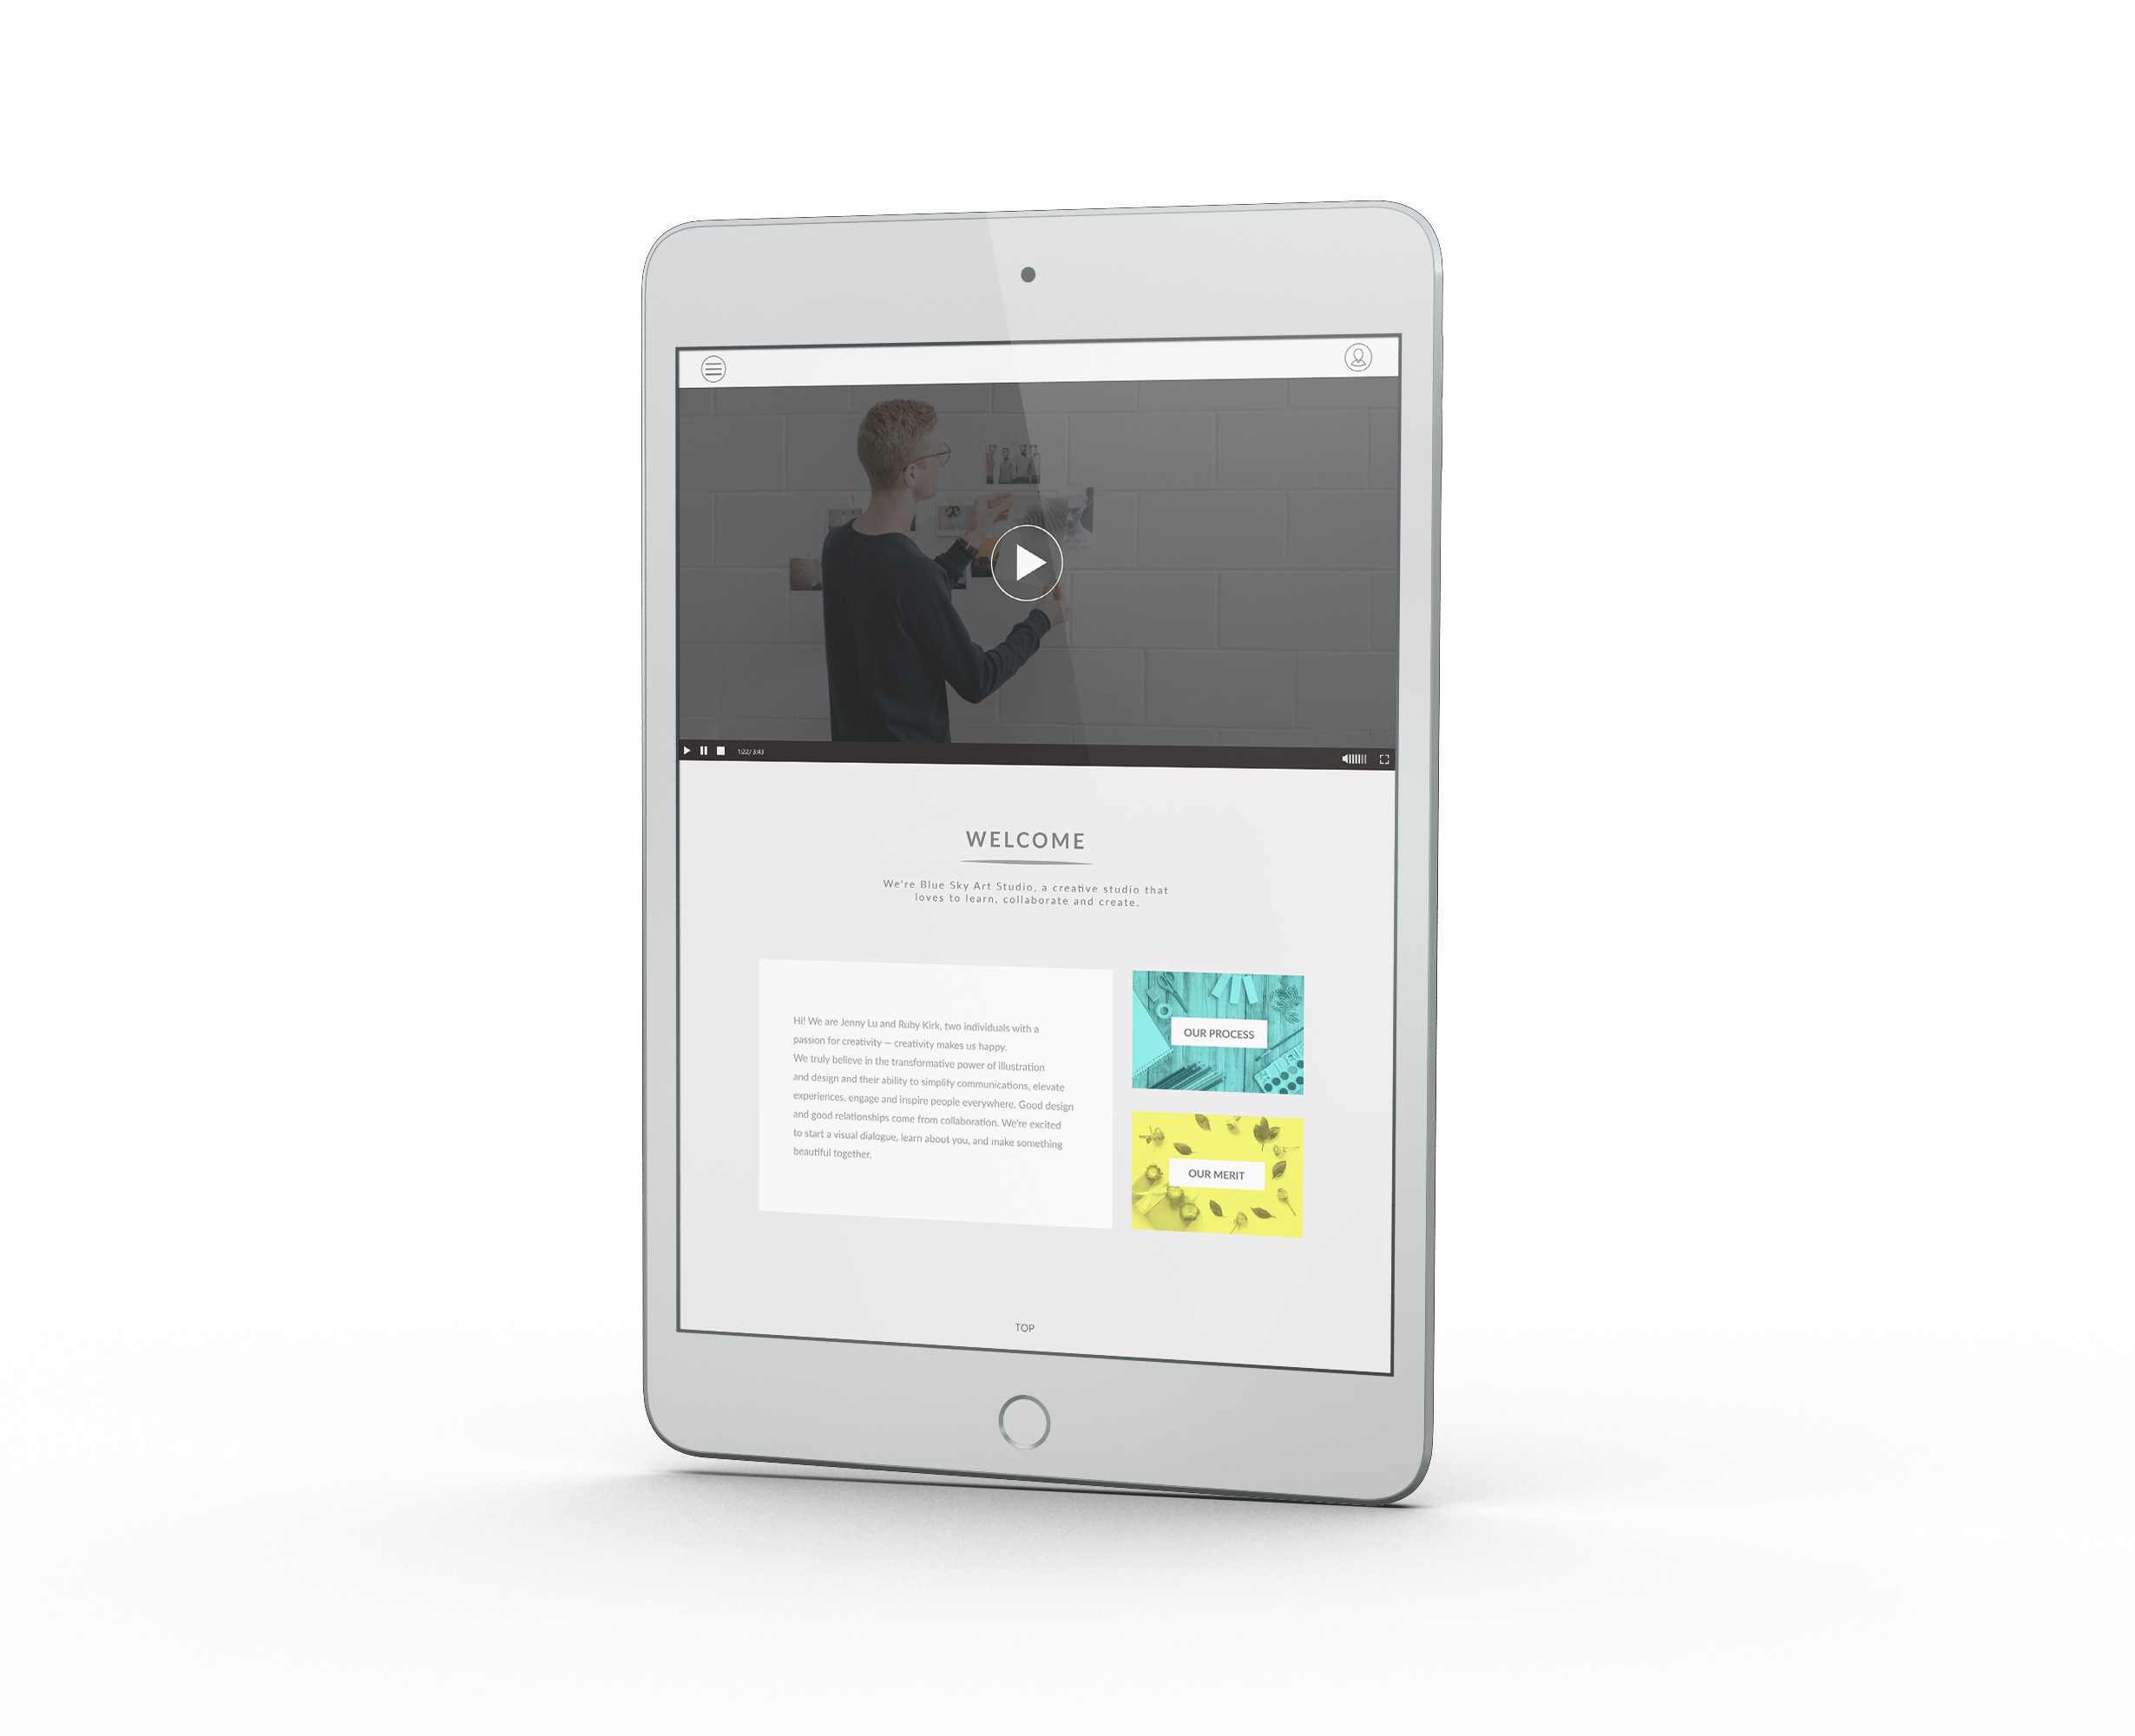 1:22/ 3:43
WELCOME
We're Blue Sky Art Studio, a creative studio that
loves to learn, collaborate and create.
Hi! We are Jenny Lu and Ruby Kirk, two individuals with a
passion for creativity — creativity makes us happy.
We truly believe in the transformative power of illustration
and design and their ability to simplify communications, elevate
experiences, engage and inspire people everywhere. Good design
and good relationships come from collaboration. We're excited
to start a visual dialogue, learn about you, and make something
beautiful together.
OUR PROCESS
OUR MERIT
TOP